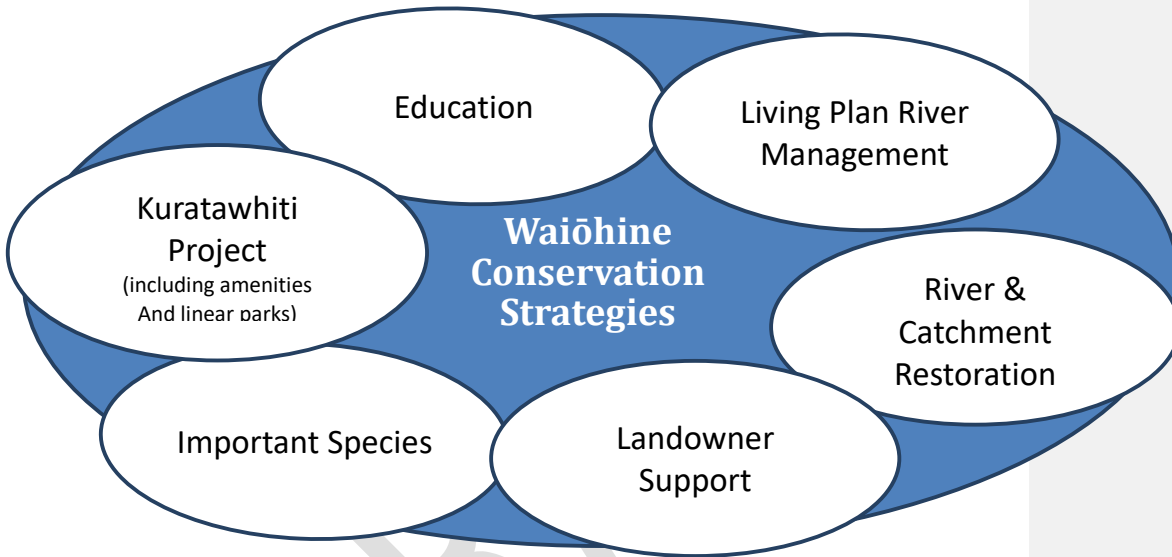 Education
Living Plan River
Management
Kuratawhiti
Project
(including amenities
And linear parks)
Waiōhine
Conservation
Strategies
River &
Catchment
Restoration
Important Species
Landowner
Support